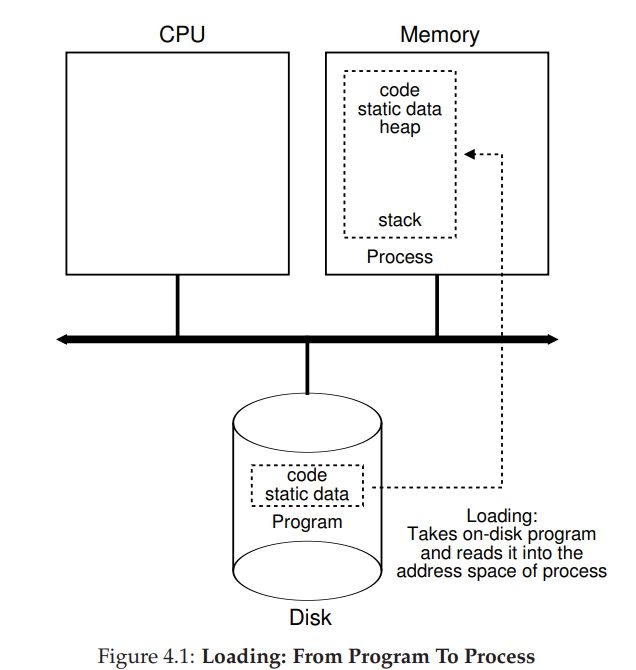 CPU
Memory
code
static data
heap
stack
Process
code
static data
Program
Loading:
Takes on-disk program
and reads it into the
address space of process
Disk
Figure 4.1: Loading: From Program To Process